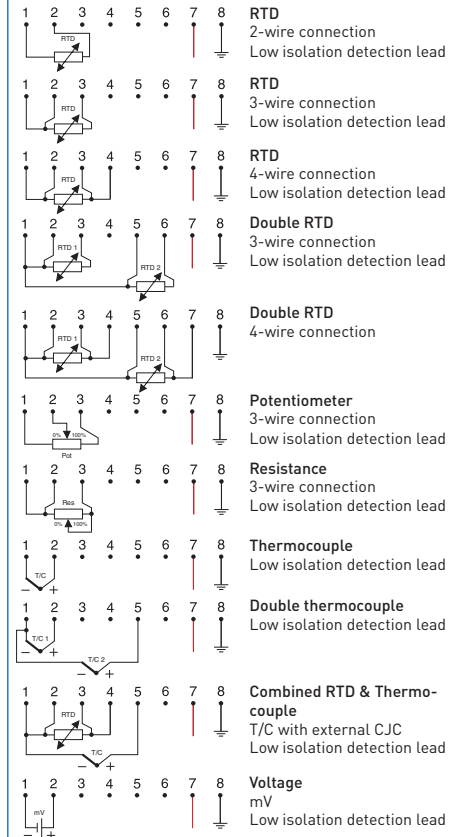 1 2 3 4 5 6 7 8
RTD
RTD
2-wire connection
Low isolation detection lead
1 2 3 4 5 6 7 8
RTD
RTD
3-wire connection
Low isolation detection lead
1 2 3 4 5 6 7 8
RTD
RTD
4-wire connection
Low isolation detection lead
1 2 3 4 5 6 7 8
RTD 1
RTD 2
Double RTD
3-wire connection
Low isolation detection lead
1 2 3 4 5 6 7 8
RTD 1
RTD 2
Double RTD
4-wire connection
1 2 3 4 5 6 7 8
0% 100%
Pot
Potentiometer
3-wire connection
Low isolation detection lead
1 2 3 4 5 6 7 8
Res
0% 100%
Resistance
3-wire connection
Low isolation detection lead
1 2 3 4 5 6 7 8
T/C
− +
Thermocouple
Low isolation detection lead
1 2 3 4 5 6 7 8
T/C 1
− +
T/C 2
− +
Double thermocouple
Low isolation detection lead
1 2 3 4 5 6 7 8
RTD
T/C
− +
Combined RTD & Thermo-
couple
T/C with external CJC
Low isolation detection lead
1 2 3 4 5 6 7 8
mV
− +
Voltage
mV
Low isolation detection lead